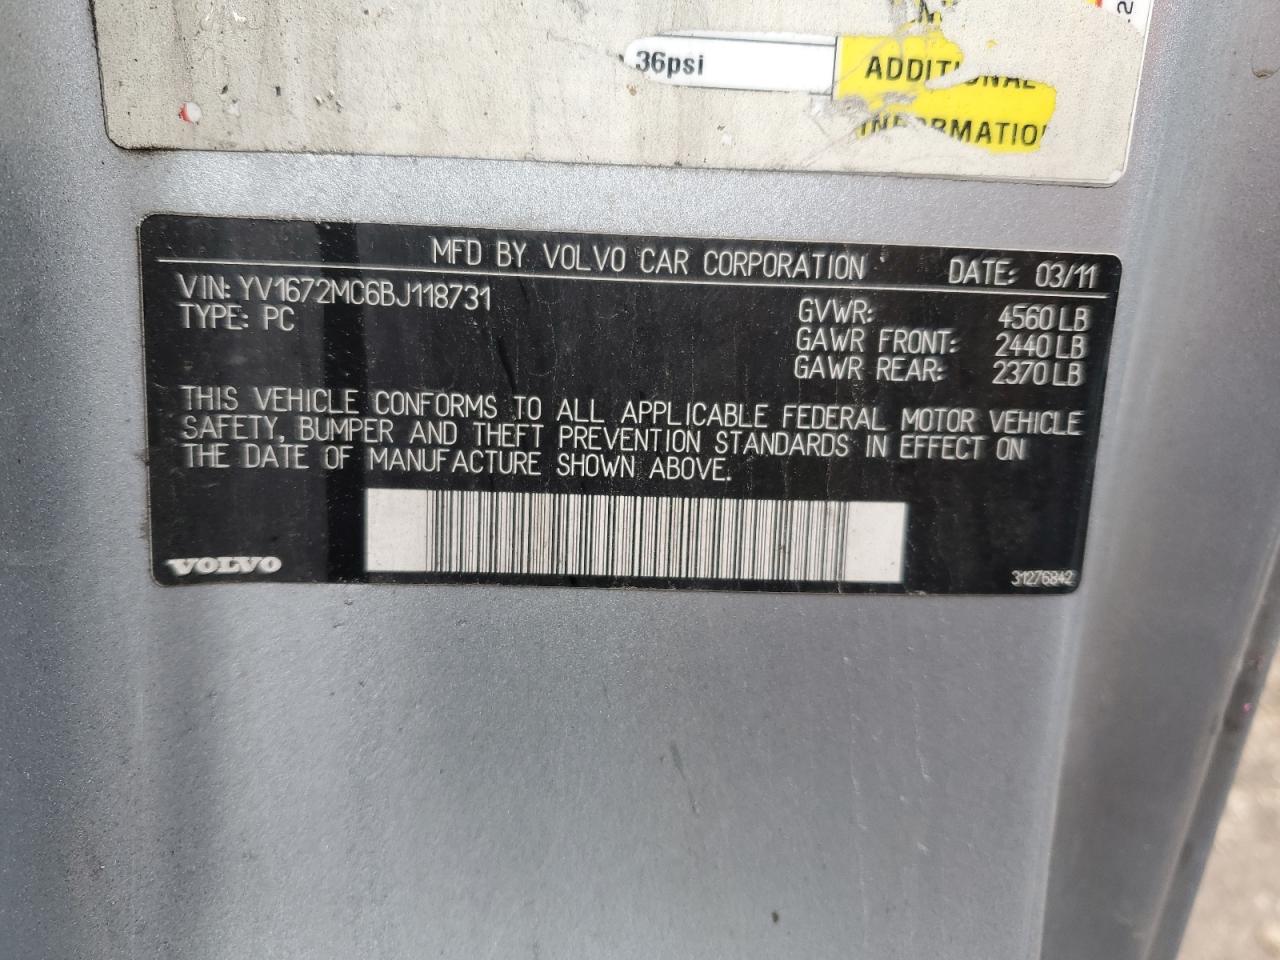 36psi
ADDITIONAL
INFORMATION
MFD BY VOLVO CAR CORPORATION DATE: 03/11
VIN: YV1672MC6BJ118731
TYPE: PC
GVWR: 4560 LB
GAWR FRONT: 2440 LB
GAWR REAR: 2370 LB
THIS VEHICLE CONFORMS TO ALL APPLICABLE FEDERAL MOTOR VEHICLE
SAFETY, BUMPER AND THEFT PREVENTION STANDARDS IN EFFECT ON
THE DATE OF MANUFACTURE SHOWN ABOVE.
VOLVO
31276842